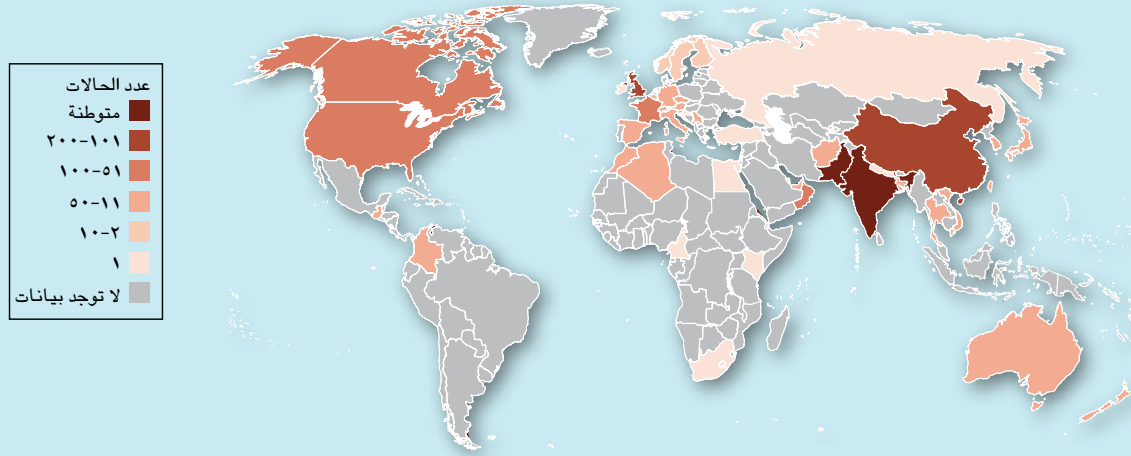 عدد الحالات
متوطنة
١٠١-٢٠٠
٥١-١٠٠
١١-٥٠
٢-١٠
١
لا توجد بيانات